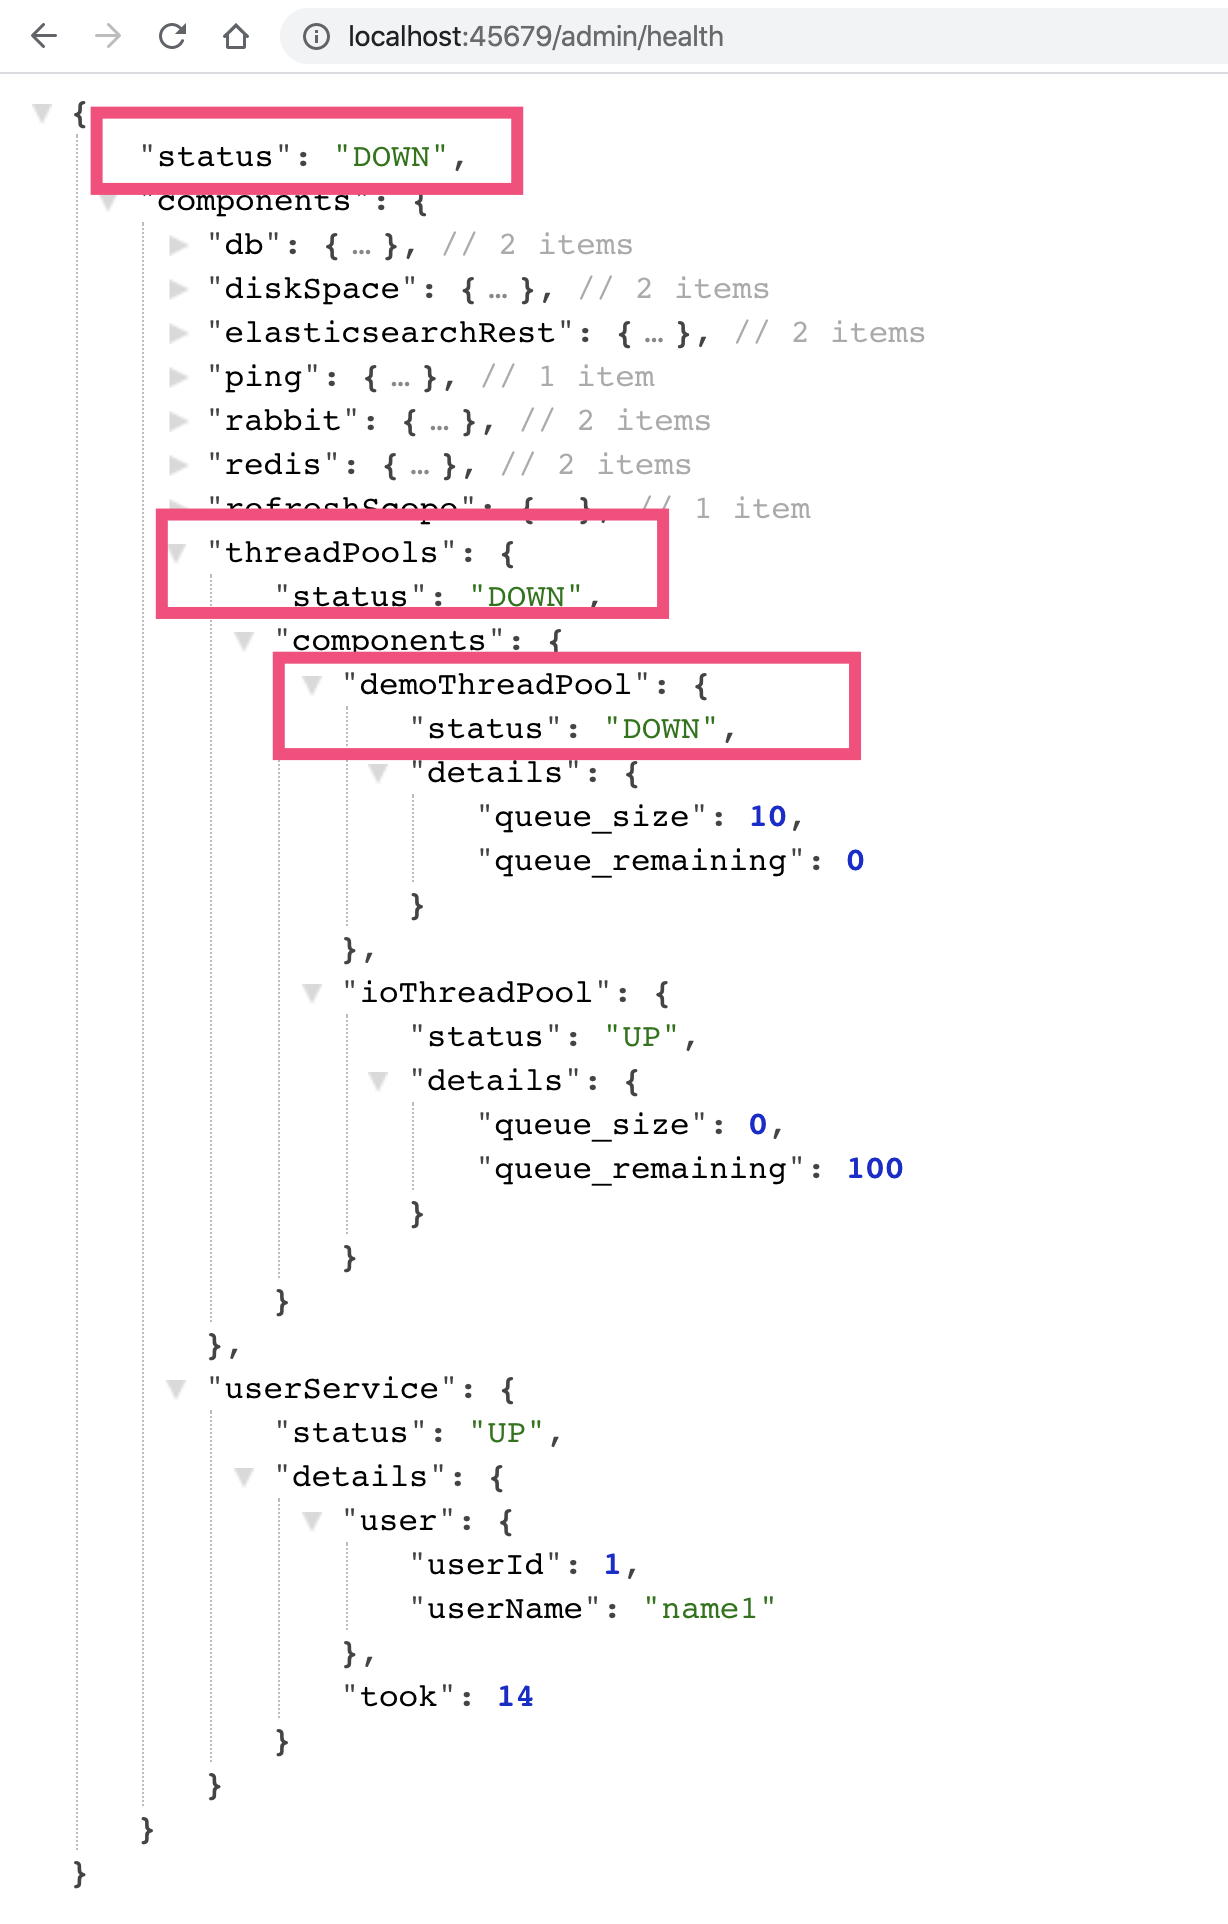 localhost:45679/admin/health
{
"status": "DOWN",
"components": {
"db": { … }, // 2 items
"diskSpace": { … }, // 2 items
"elasticsearchRest": { … }, // 2 items
"ping": { … }, // 1 item
"rabbit": { … }, // 2 items
"redis": { … }, // 2 items
"refreshScope": { … }, // 1 item
"threadPools": {
"status": "DOWN",
"components": {
"demoThreadPool": {
"status": "DOWN",
"details": {
"queue_size": 10,
"queue_remaining": 0
}
},
"ioThreadPool": {
"status": "UP",
"details": {
"queue_size": 0,
"queue_remaining": 100
}
}
}
},
"userService": {
"status": "UP",
"details": {
"user": {
"userId": 1,
"userName": "name1"
},
"took": 14
}
}
}
}